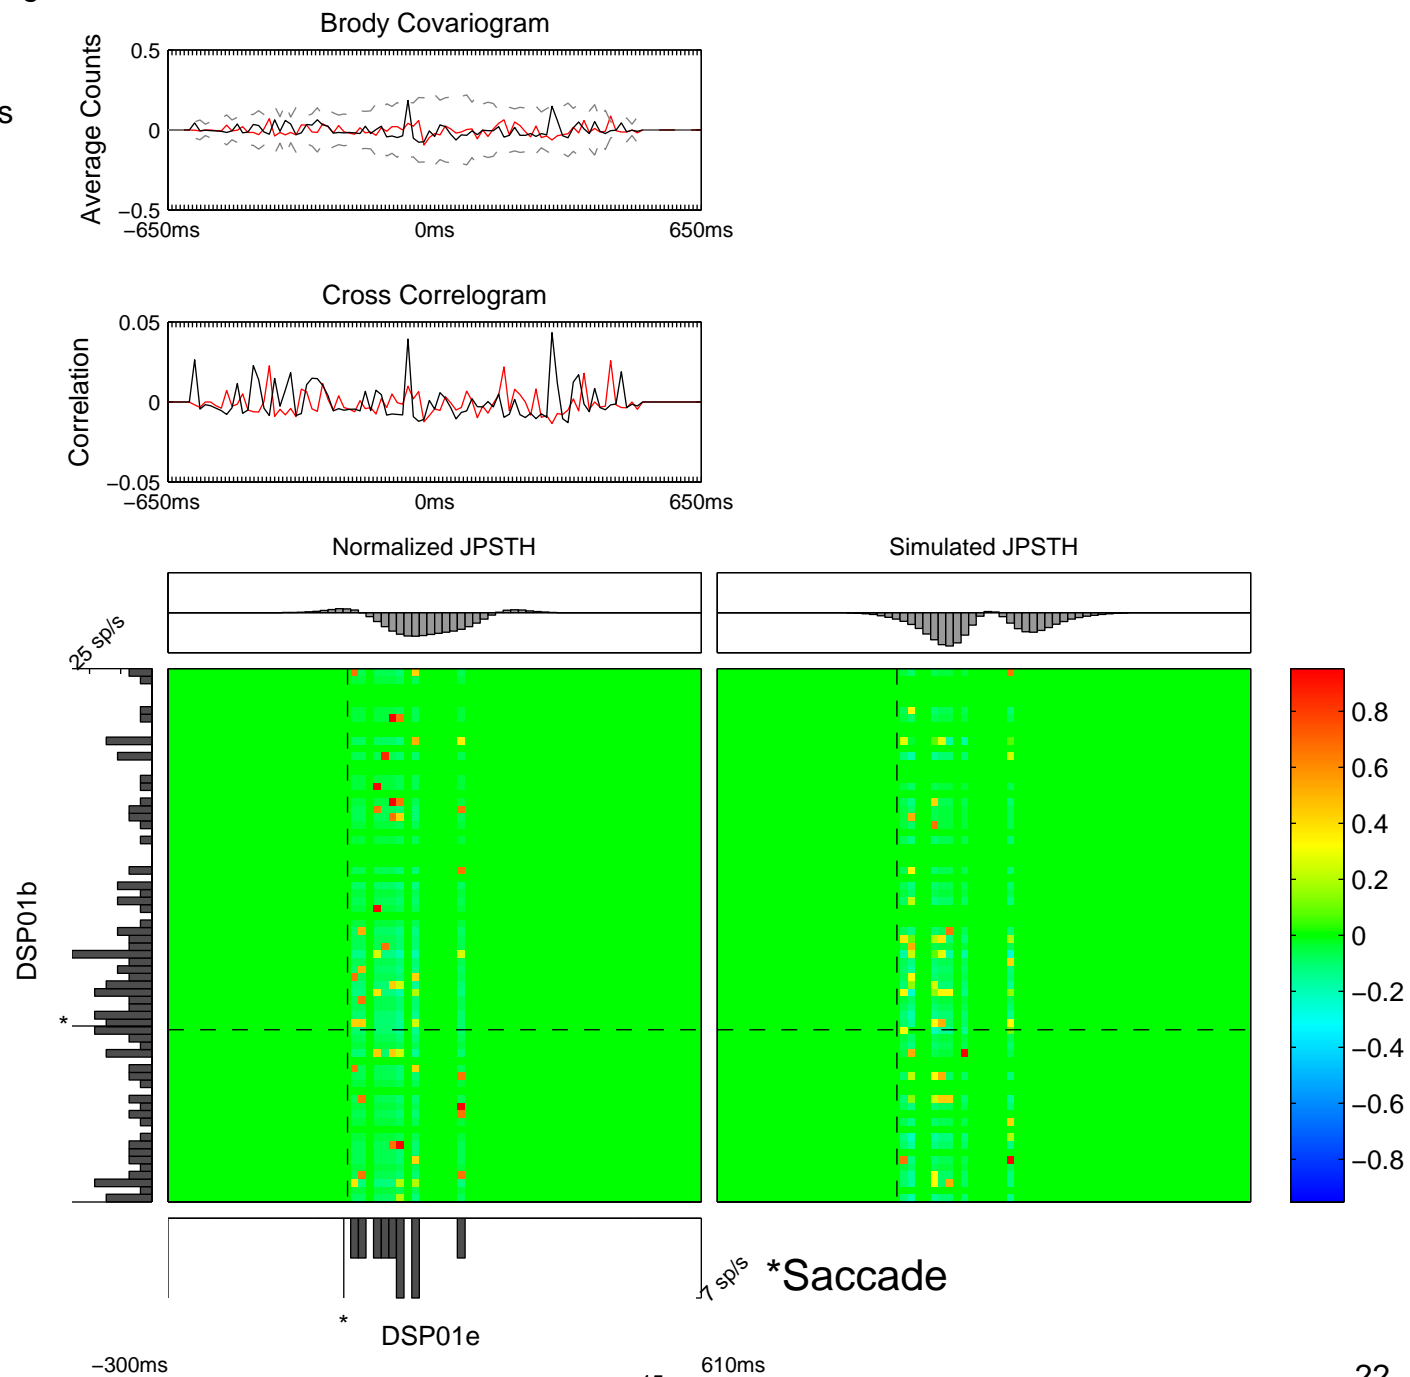 Brody Covariogram
0.5
Average Counts
s
0
−0.5
−650ms 0ms 650ms
Cross Correlogram
0.05
Correlation
0
−0.05
−650ms 0ms 650ms
Normalized JPSTH Simulated JPSTH
25 sp/s
DSP01b
*
0.8
0.6
0.4
0.2
0
−0.2
−0.4
−0.6
−0.8
7 sp/s
*Saccade
*
DSP01e
−300ms 610ms